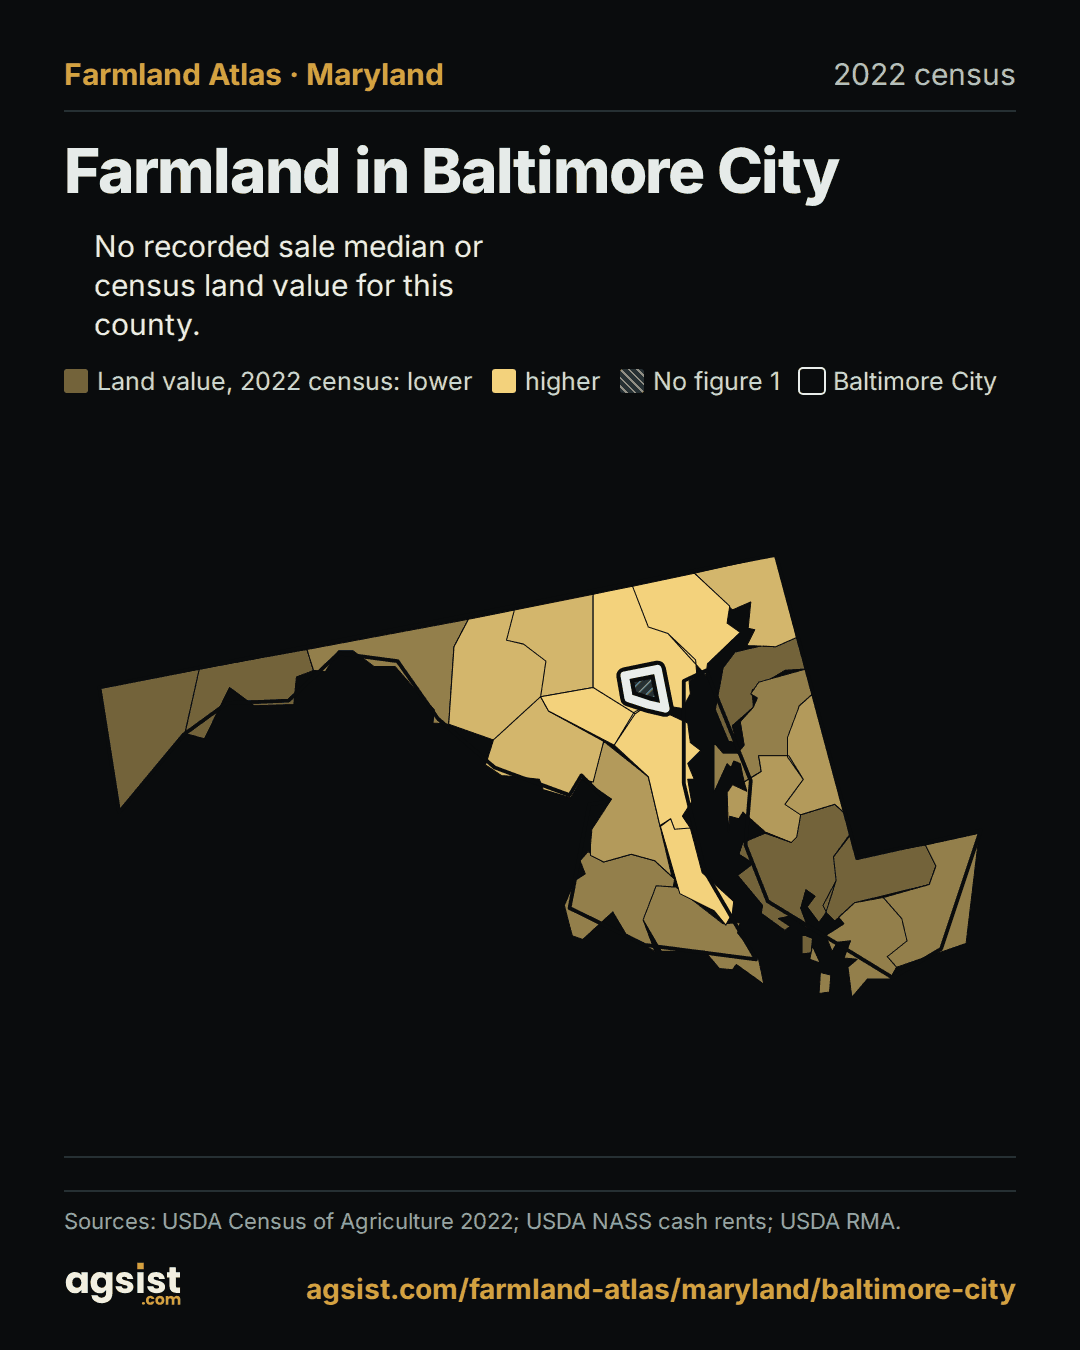 Farmland Atlas · Maryland
2022 census
Farmland in Baltimore City
No recorded sale median or
census land value for this
county.
Land value, 2022 census: lower
higher
No figure 1
Baltimore City
Sources: USDA Census of Agriculture 2022; USDA NASS cash rents; USDA RMA.
agsist
.com
agsist.com/farmland-atlas/maryland/baltimore-city